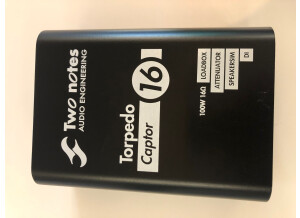 Two notes
AUDIO ENGINEERING
Torpedo
Captor
16
100W 16Ω
LOADBOX
ATTENUATOR
SPEAKERSIM
DI